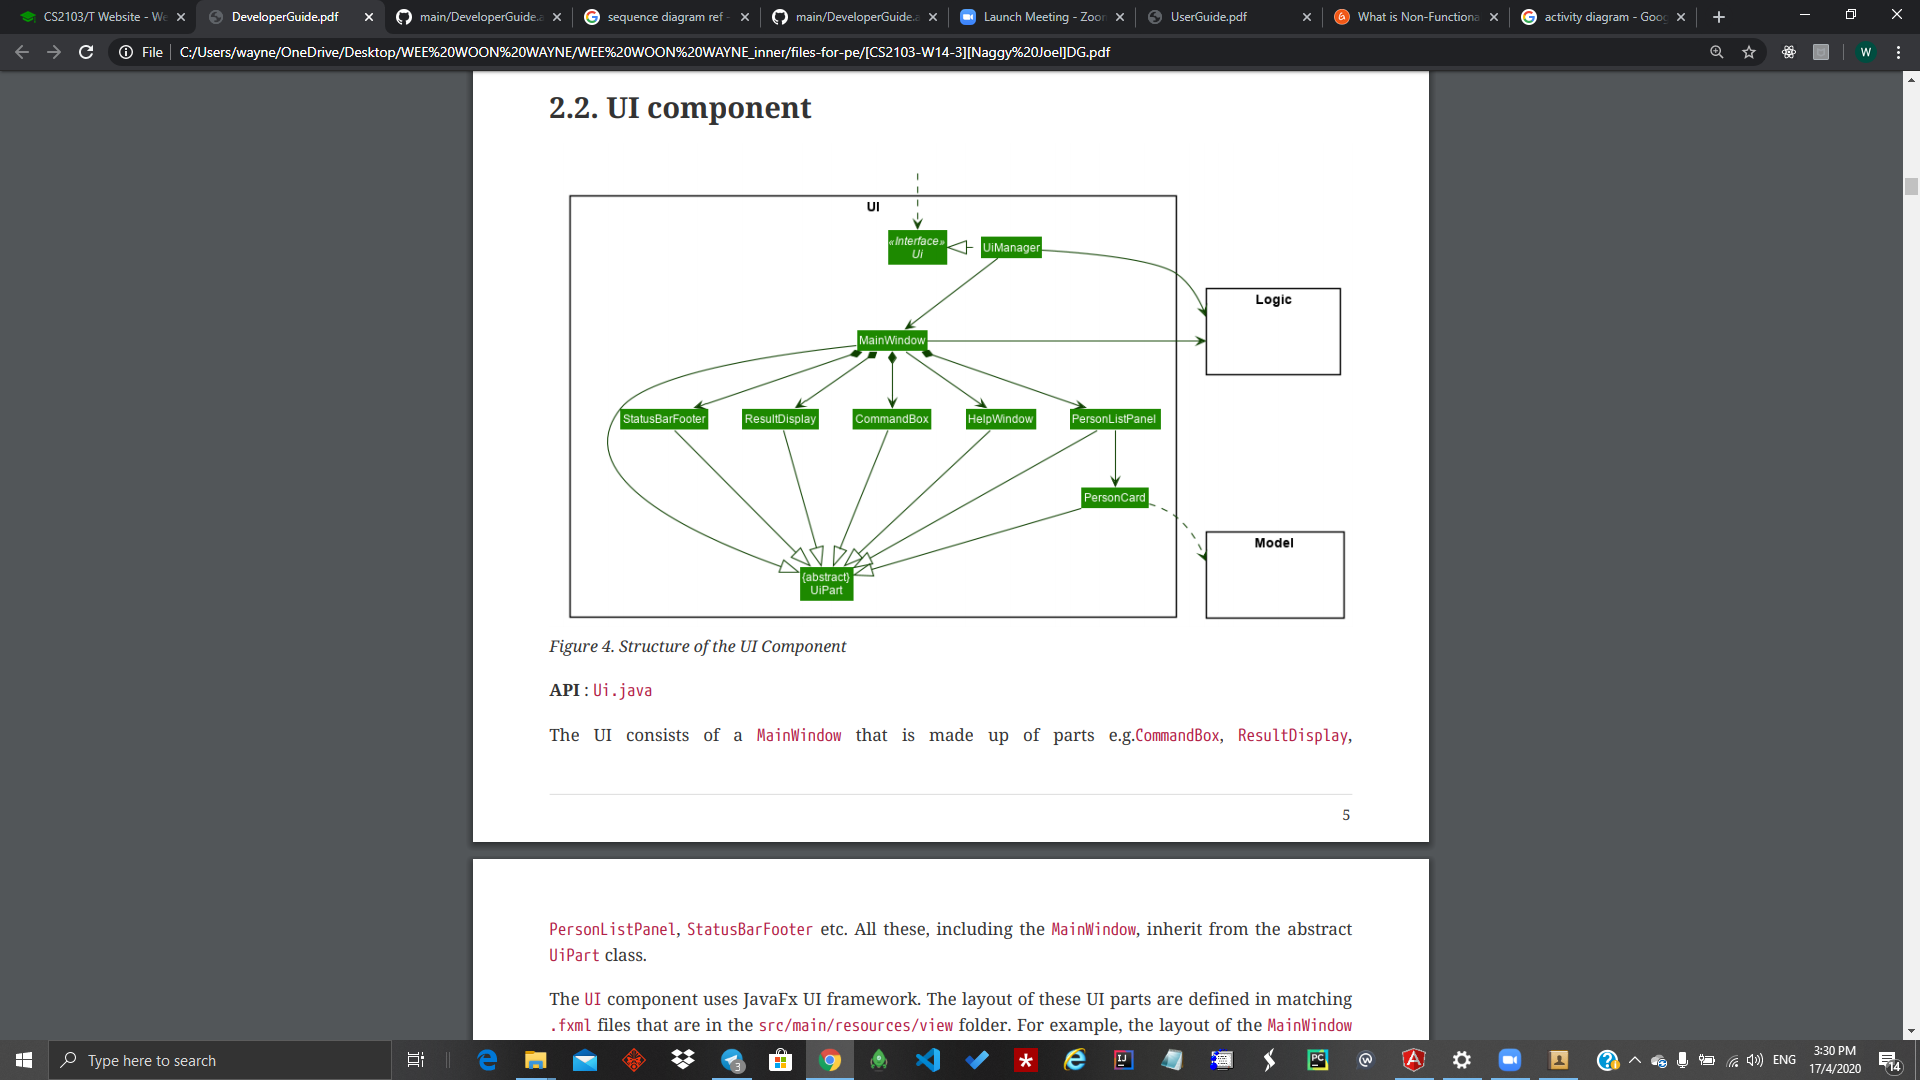 CS2103/T Website - We
DeveloperGuide.pdf
main/DeveloperGuide.a
sequence diagram ref -
main/DeveloperGuide.a
Launch Meeting - Zoom
UserGuide.pdf
What is Non-Functiona
activity diagram - Goog
File
C:/Users/wayne/OneDrive/Desktop/WEE%20WOON%20WAYNE/WEE%20WOON%20WAYNE_inner/files-for-pe/[CS2103-W14-3][Naggy%20Joel]DG.pdf
W
2.2. UI component
UI
«Interface»
Ui
UiManager
Logic
MainWindow
StatusBarFooter
ResultDisplay
CommandBox
HelpWindow
PersonListPanel
PersonCard
Model
{abstract}
UiPart
Figure 4. Structure of the UI Component
API : Ui.java
The UI consists of a MainWindow that is made up of parts e.g.CommandBox, ResultDisplay,
5
PersonListPanel, StatusBarFooter etc. All these, including the MainWindow, inherit from the abstract
UiPart class.
The UI component uses JavaFx UI framework. The layout of these UI parts are defined in matching
.fxml files that are in the src/main/resources/view folder. For example, the layout of the MainWindow
Type here to search
3
IJ
PC
ENG
3:30 PM
17/4/2020
14